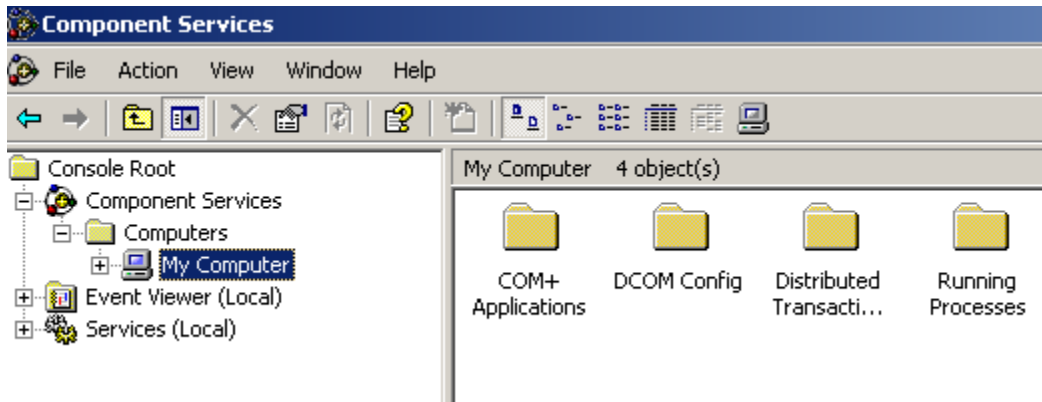 Component Services
File Action View Window Help
Console Root
Component Services
Computers
My Computer
Event Viewer (Local)
Services (Local)
My Computer 4 object(s)
COM+ Applications
DCOM Config
Distributed Transacti...
Running Processes